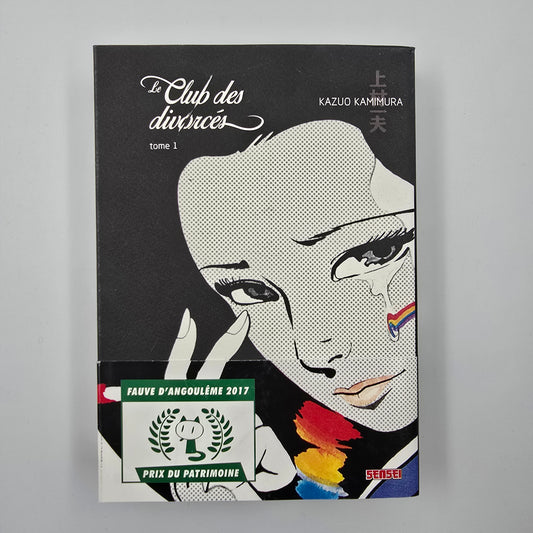 Le Club des
divorcés
tome 1
上村一夫
KAZUO KAMIMURA
FAUVE D'ANGOULÊME 2017
PRIX DU PATRIMOINE
SENSEI